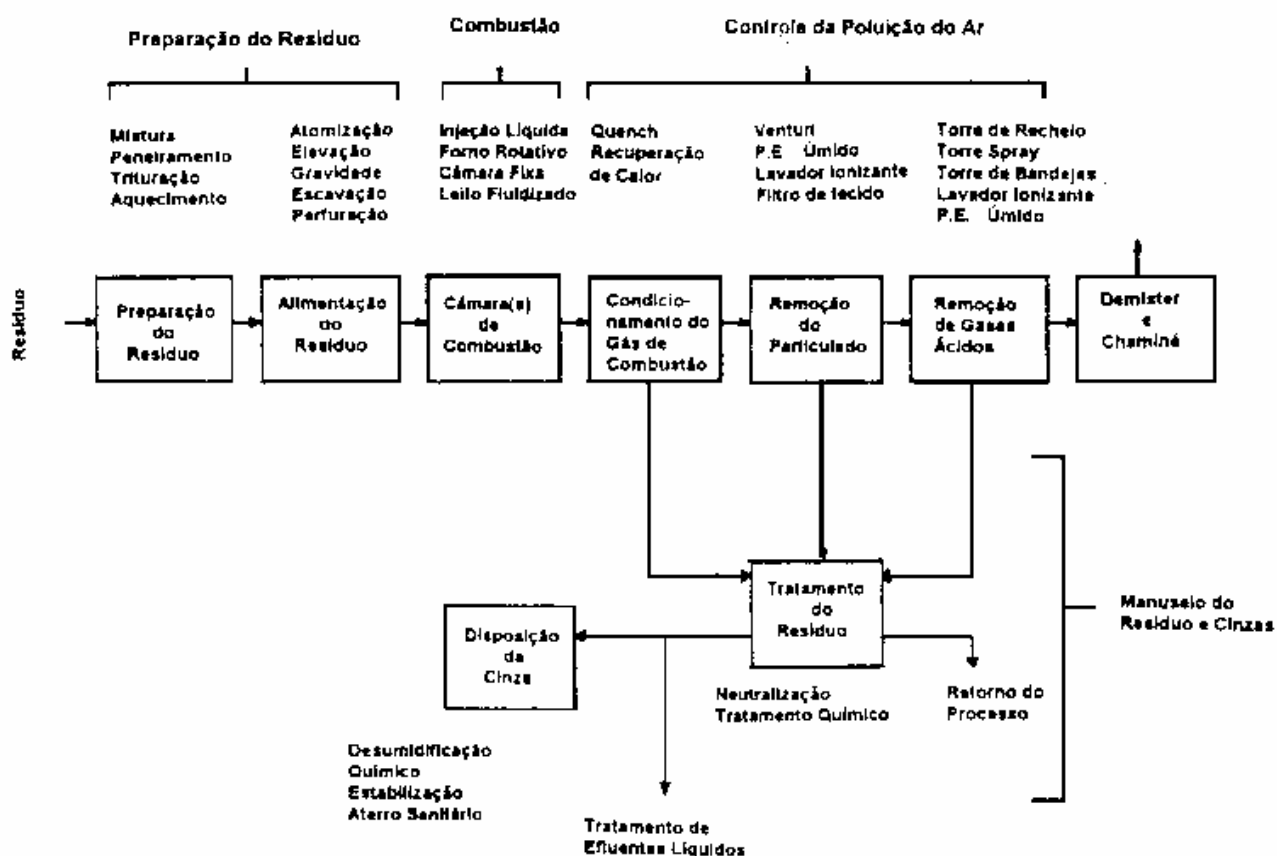 Preparação do Resíduo
Combustão
Controle da Poluição do Ar
Mistura
Peneiramento
Trituração
Aquecimento
Atomização
Elevação
Gravidade
Escavação
Perfuração
Injeção Líquida
Forno Rotativo
Câmara Fixa
Leito Fluidizado
Quench
Recuperação
de Calor
Venturi
P.E Úmido
Lavador Ionizante
Filtro de tecido
Torre de Recheio
Torre Spray
Torre de Bandejas
Lavador Ionizante
P.E. Úmido
Resíduo
Preparação
do
Resíduo
Alimentação
do
Resíduo
Câmara(s)
de
Combustão
Condicio-
namento do
Gás de
Combustão
Remoção
do
Particulado
Remoção
de Gases
Ácidos
Demister
e
Chaminé
Tratamento
do
Resíduo
Disposição
da
Cinza
Manuseio do
Resíduo e Cinzas
Neutralização
Tratamento Químico
Retorno do
Processo
Desumidificação
Químico
Estabilização
Aterro Sanitário
Tratamento de
Efluentes Líquidos